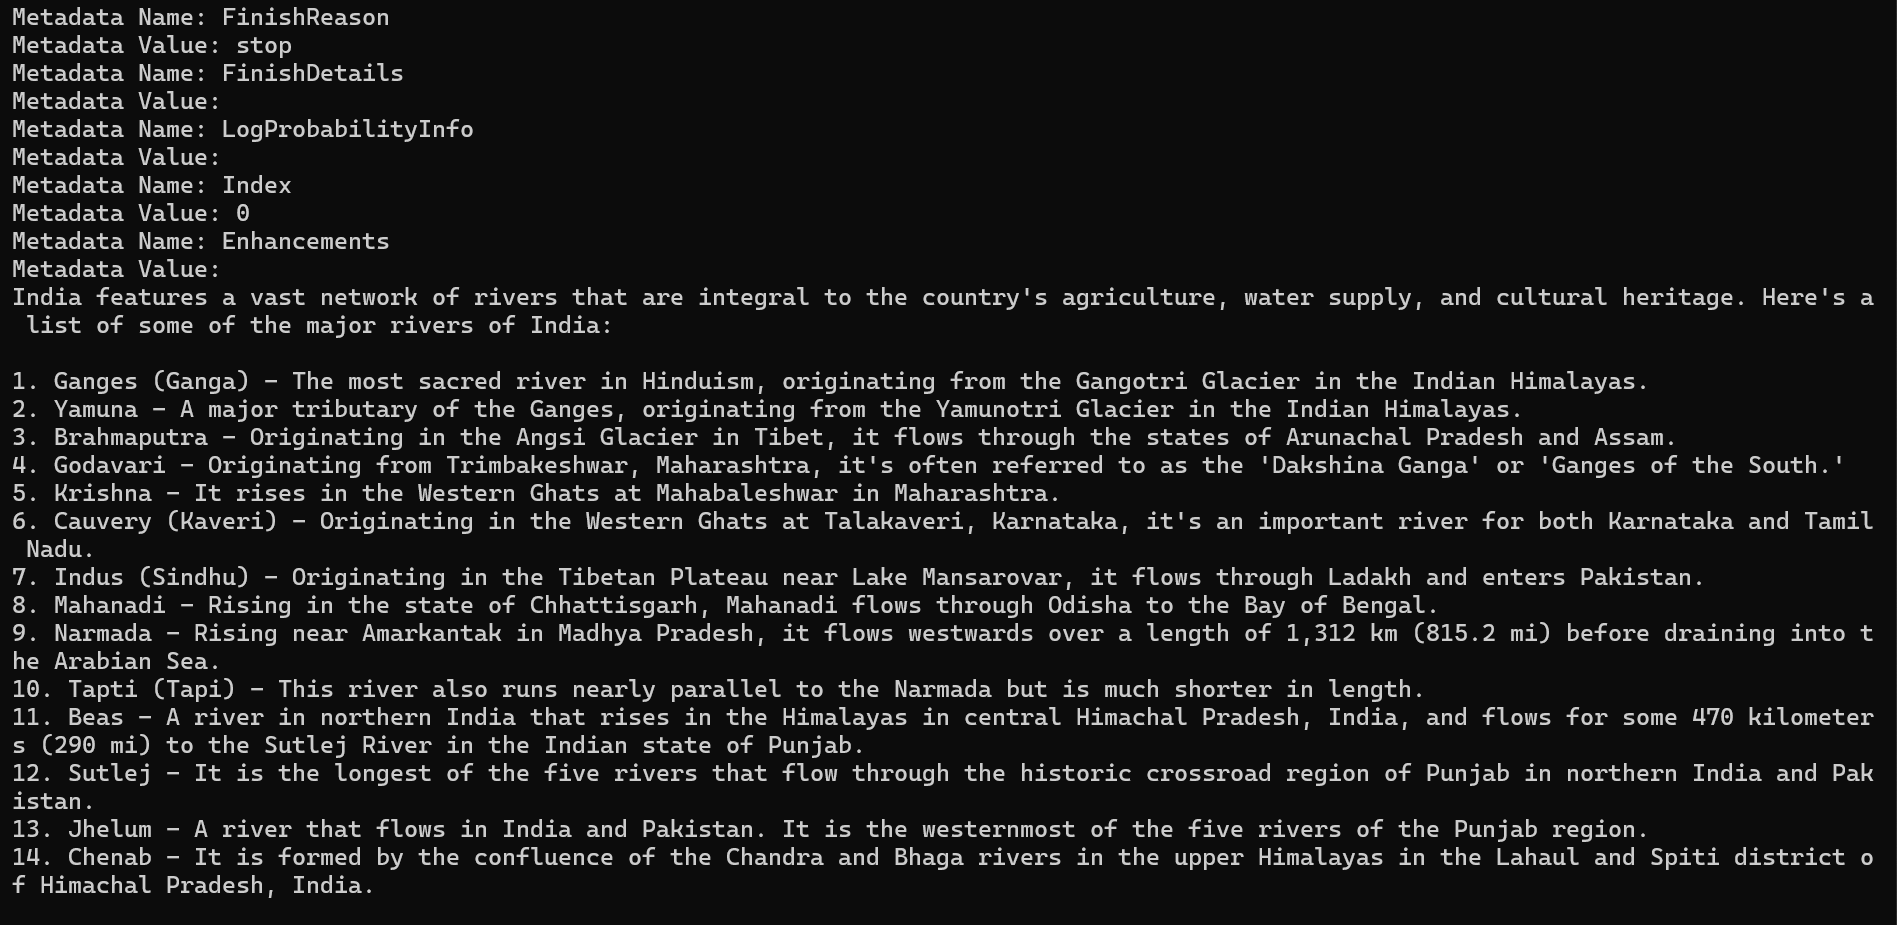 Metadata Name: FinishReason
Metadata Value: stop
Metadata Name: FinishDetails
Metadata Value:
Metadata Name: LogProbabilityInfo
Metadata Value:
Metadata Name: Index
Metadata Value: 0
Metadata Name: Enhancements
Metadata Value:
India features a vast network of rivers that are integral to the country's agriculture, water supply, and cultural heritage. Here's a
 list of some of the major rivers of India:

1. Ganges (Ganga) – The most sacred river in Hinduism, originating from the Gangotri Glacier in the Indian Himalayas.
2. Yamuna – A major tributary of the Ganges, originating from the Yamunotri Glacier in the Indian Himalayas.
3. Brahmaputra – Originating in the Angsi Glacier in Tibet, it flows through the states of Arunachal Pradesh and Assam.
4. Godavari – Originating from Trimbakeshwar, Maharashtra, it's often referred to as the 'Dakshina Ganga' or 'Ganges of the South.'
5. Krishna – It rises in the Western Ghats at Mahabaleshwar in Maharashtra.
6. Cauvery (Kaveri) – Originating in the Western Ghats at Talakaveri, Karnataka, it's an important river for both Karnataka and Tamil
 Nadu.
7. Indus (Sindhu) – Originating in the Tibetan Plateau near Lake Mansarovar, it flows through Ladakh and enters Pakistan.
8. Mahanadi – Rising in the state of Chhattisgarh, Mahanadi flows through Odisha to the Bay of Bengal.
9. Narmada – Rising near Amarkantak in Madhya Pradesh, it flows westwards over a length of 1,312 km (815.2 mi) before draining into t
he Arabian Sea.
10. Tapti (Tapi) – This river also runs nearly parallel to the Narmada but is much shorter in length.
11. Beas – A river in northern India that rises in the Himalayas in central Himachal Pradesh, India, and flows for some 470 kilometer
s (290 mi) to the Sutlej River in the Indian state of Punjab.
12. Sutlej – It is the longest of the five rivers that flow through the historic crossroad region of Punjab in northern India and Pak
istan.
13. Jhelum – A river that flows in India and Pakistan. It is the westernmost of the five rivers of the Punjab region.
14. Chenab – It is formed by the confluence of the Chandra and Bhaga rivers in the upper Himalayas in the Lahaul and Spiti district o
f Himachal Pradesh, India.